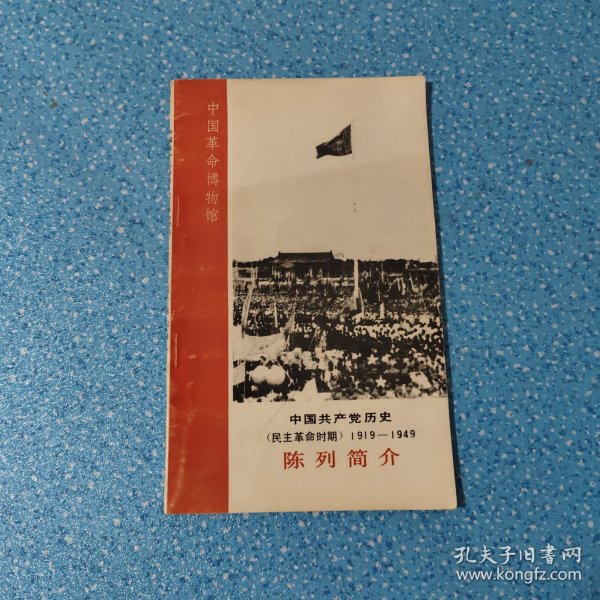 中国革命博物馆
中国共产党历史
（民主革命时期）1919—1949
陈列简介
孔夫子旧书网
www.kongfz.com